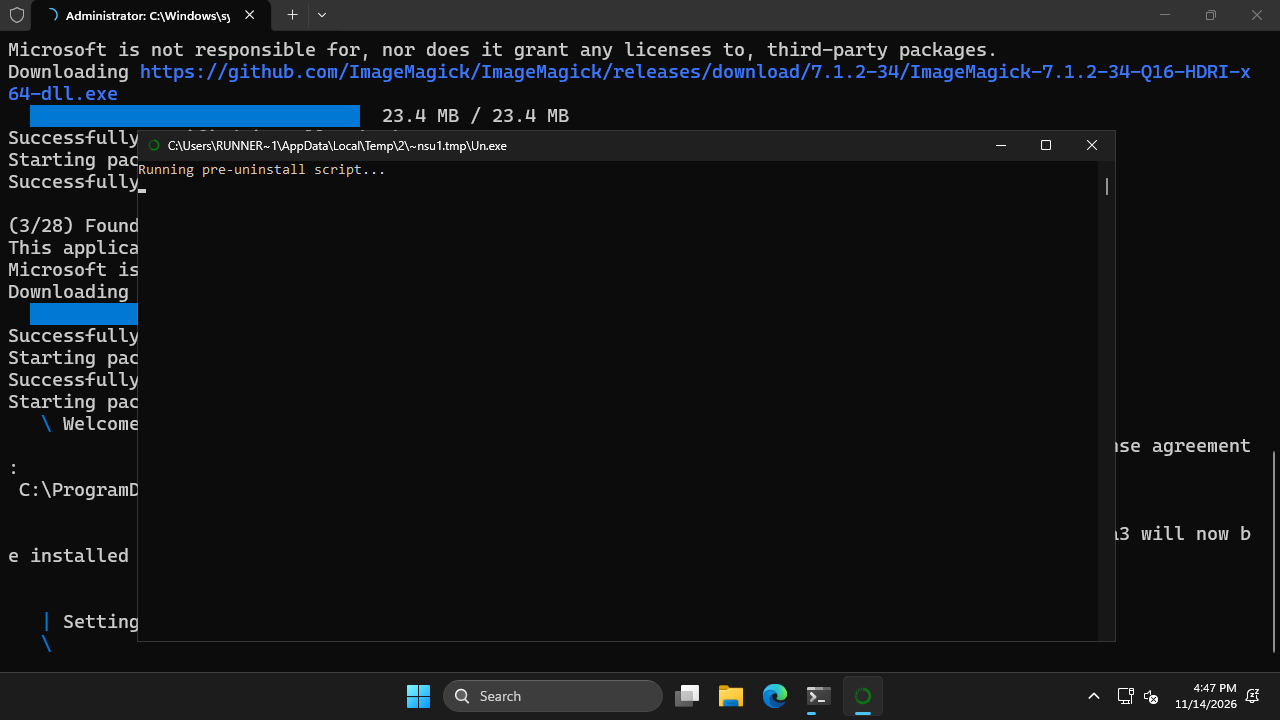 Administrator: C:\Windows\sy
Microsoft is not responsible for, nor does it grant any licenses to, third-party packages.
Downloading https://github.com/ImageMagick/ImageMagick/releases/download/7.1.2-34/ImageMagick-7.1.2-34-Q16-HDRI-x
64-dll.exe
23.4 MB / 23.4 MB
Successfully
C:\Users\RUNNER~1\AppData\Local\Temp\2\~nsu1.tmp\Un.exe
Starting pac
Running pre-uninstall script...
Successfully
(3/28) Found
This applica
Microsoft is
Downloading
Successfully
Starting pac
Successfully
Starting pac
\ Welcome
nse agreement
:
C:\ProgramD
a3 will now b
e installed
| Setting
\
Search
4:47 PM
11/14/2026